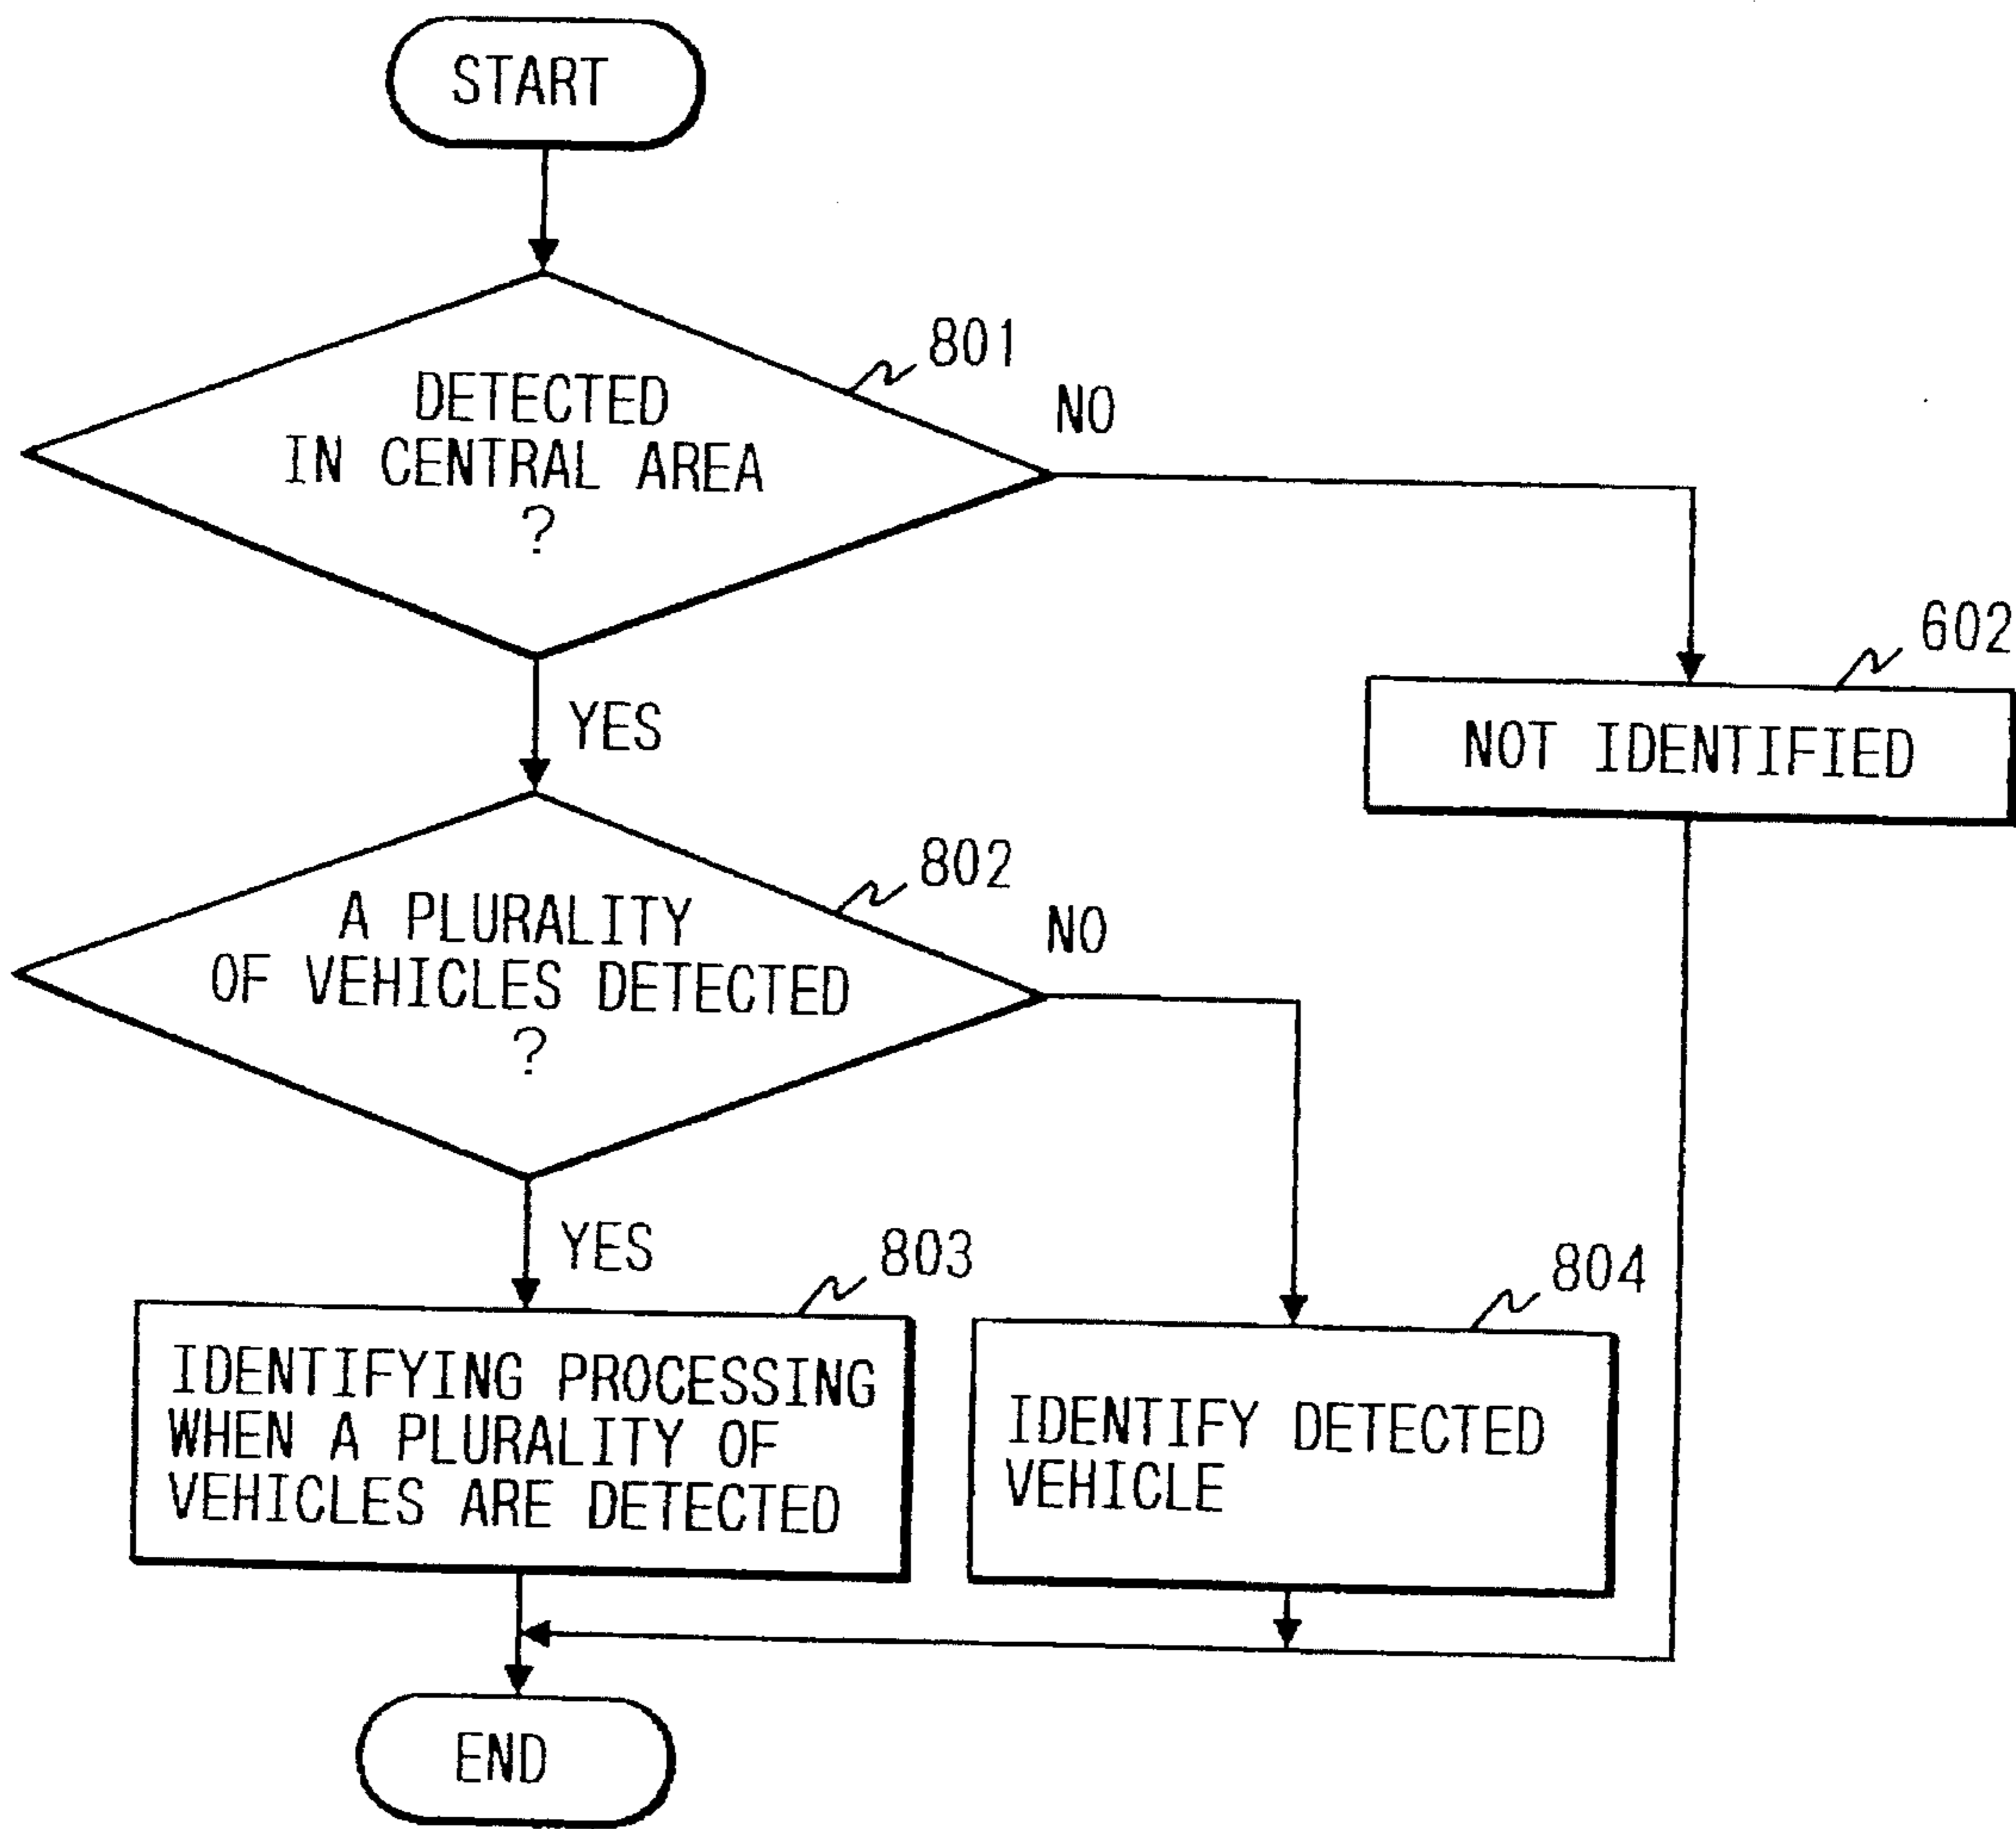 START
801
DETECTED
IN CENTRAL AREA
?
NO
602
YES
NOT IDENTIFIED
802
A PLURALITY
OF VEHICLES DETECTED
?
NO
YES
803
804
IDENTIFYING PROCESSING
WHEN A PLURALITY OF
VEHICLES ARE DETECTED
IDENTIFY DETECTED
VEHICLE
END